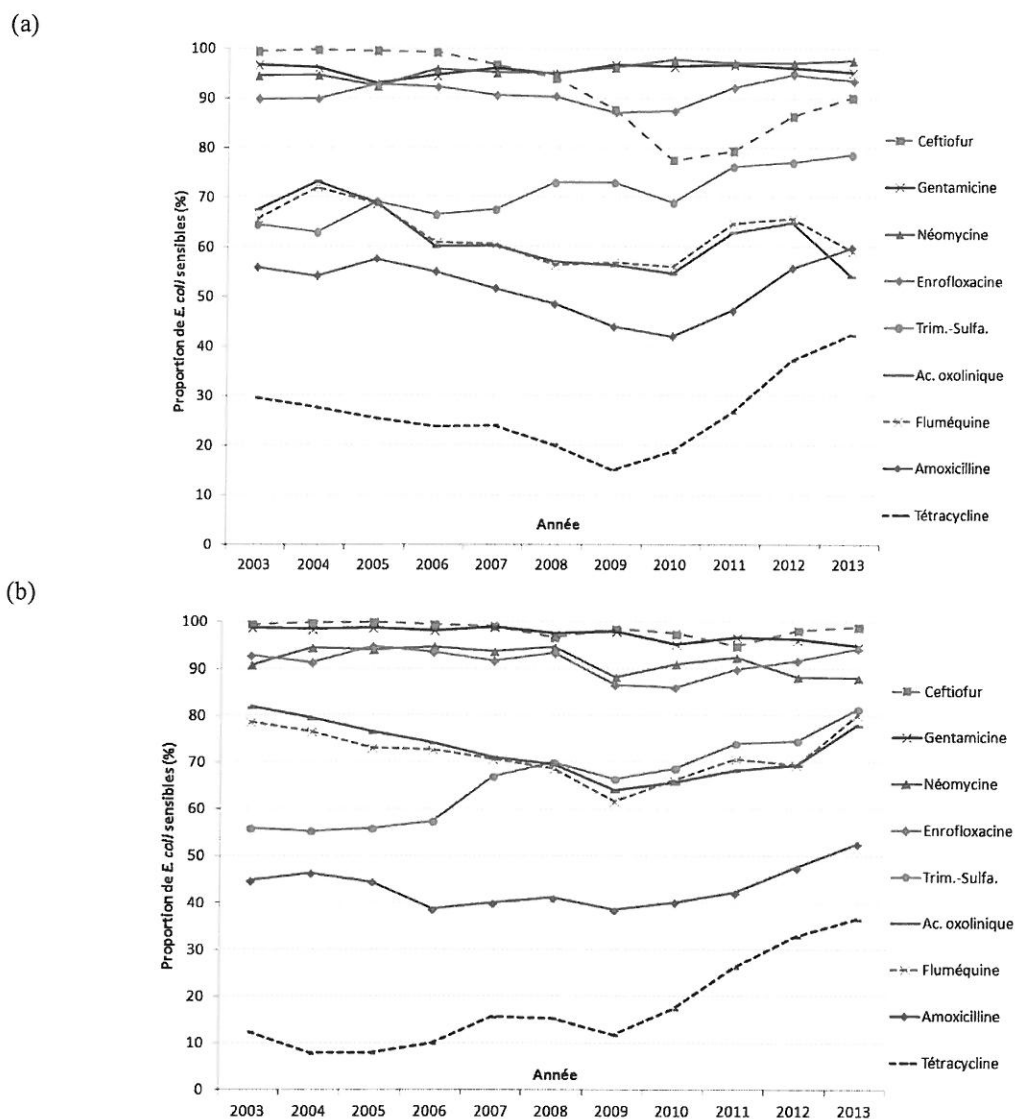 (a)
Proportion de E. coli sensibles (%)
100
90
80
70
60
50
40
30
20
10
0
Année
2003 2004 2005 2006 2007 2008 2009 2010 2011 2012 2013
Ceftiofur
Gentamicine
Néomycine
Enrofloxacine
Trim.-Sulfa.
Ac. oxolinique
Fluméquine
Amoxicilline
Tétracycline
(b)
Proportion de E. coli sensibles (%)
100
90
80
70
60
50
40
30
20
10
0
Année
2003 2004 2005 2006 2007 2008 2009 2010 2011 2012 2013
Ceftiofur
Gentamicine
Néomycine
Enrofloxacine
Trim.-Sulfa.
Ac. oxolinique
Fluméquine
Amoxicilline
Tétracycline